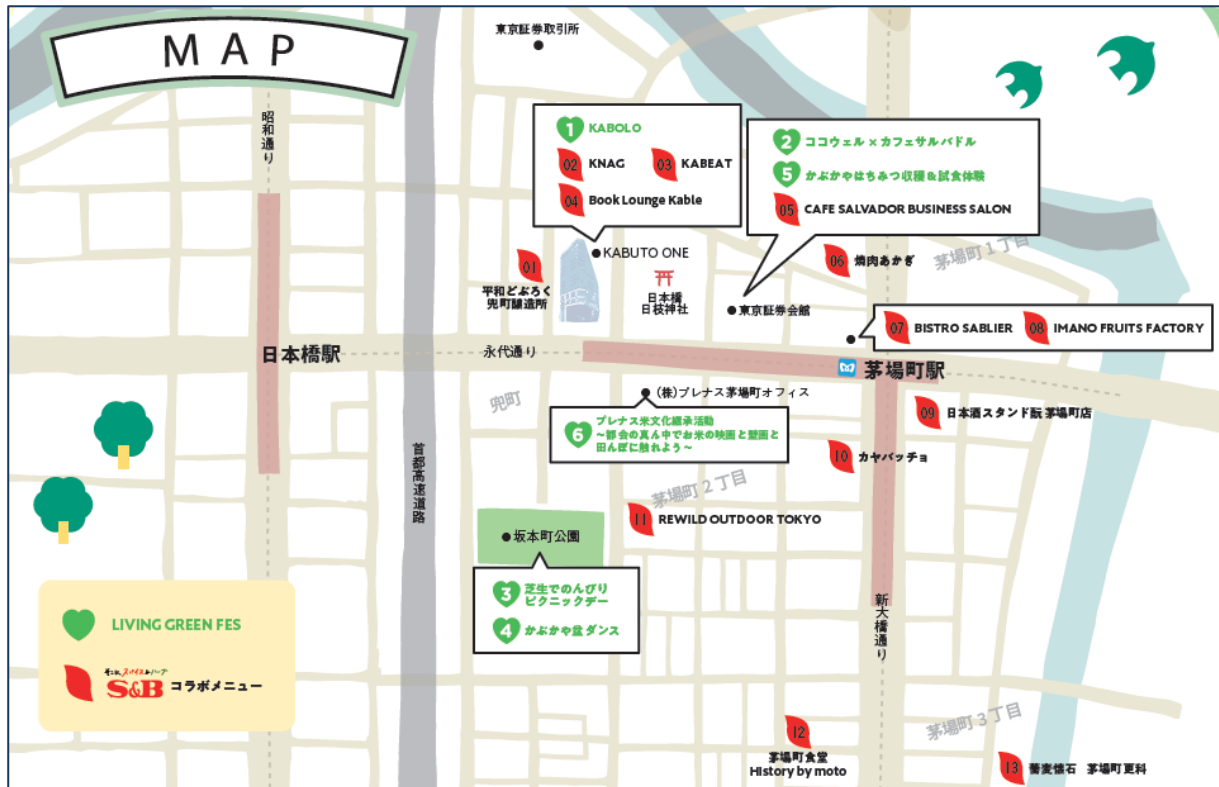 MAP
東京証券取引所
昭和通り
1 KABOLO
02 KNAG
03 KABEAT
04 Book Lounge Kable
2 ココウェル×カフェサルバドル
5 かぶかやはちみつ収穫&試食体験
05 CAFE SALVADOR BUSINESS SALON
01
平和どぶろく
兜町醸造所
KABUTO ONE
日本橋
日枝神社
東京証券会館
06 焼肉あかぎ
茅場町1丁目
07 BISTRO SABLIER
08 IMANO FRUITS FACTORY
日本橋駅
永代通り
茅場町駅
兜町
(株)プレナス茅場町オフィス
6 プレナス米文化継承活動
~都会の真ん中でお米の映画と壁画と
田んぼに触れよう~
09 日本酒スタンド酛 茅場町店
10 カヤバッチョ
首都高速道路
茅場町2丁目
11 REWILD OUTDOOR TOKYO
坂本町公園
3 芝生でのんびり
ピクニックデー
4 かぶかや盆ダンス
新大橋通り
LIVING GREEN FES
S&B コラボメニュー
茅場町3丁目
12
茅場町食堂
History by moto
13 蕎麦懐石 茅場町更科